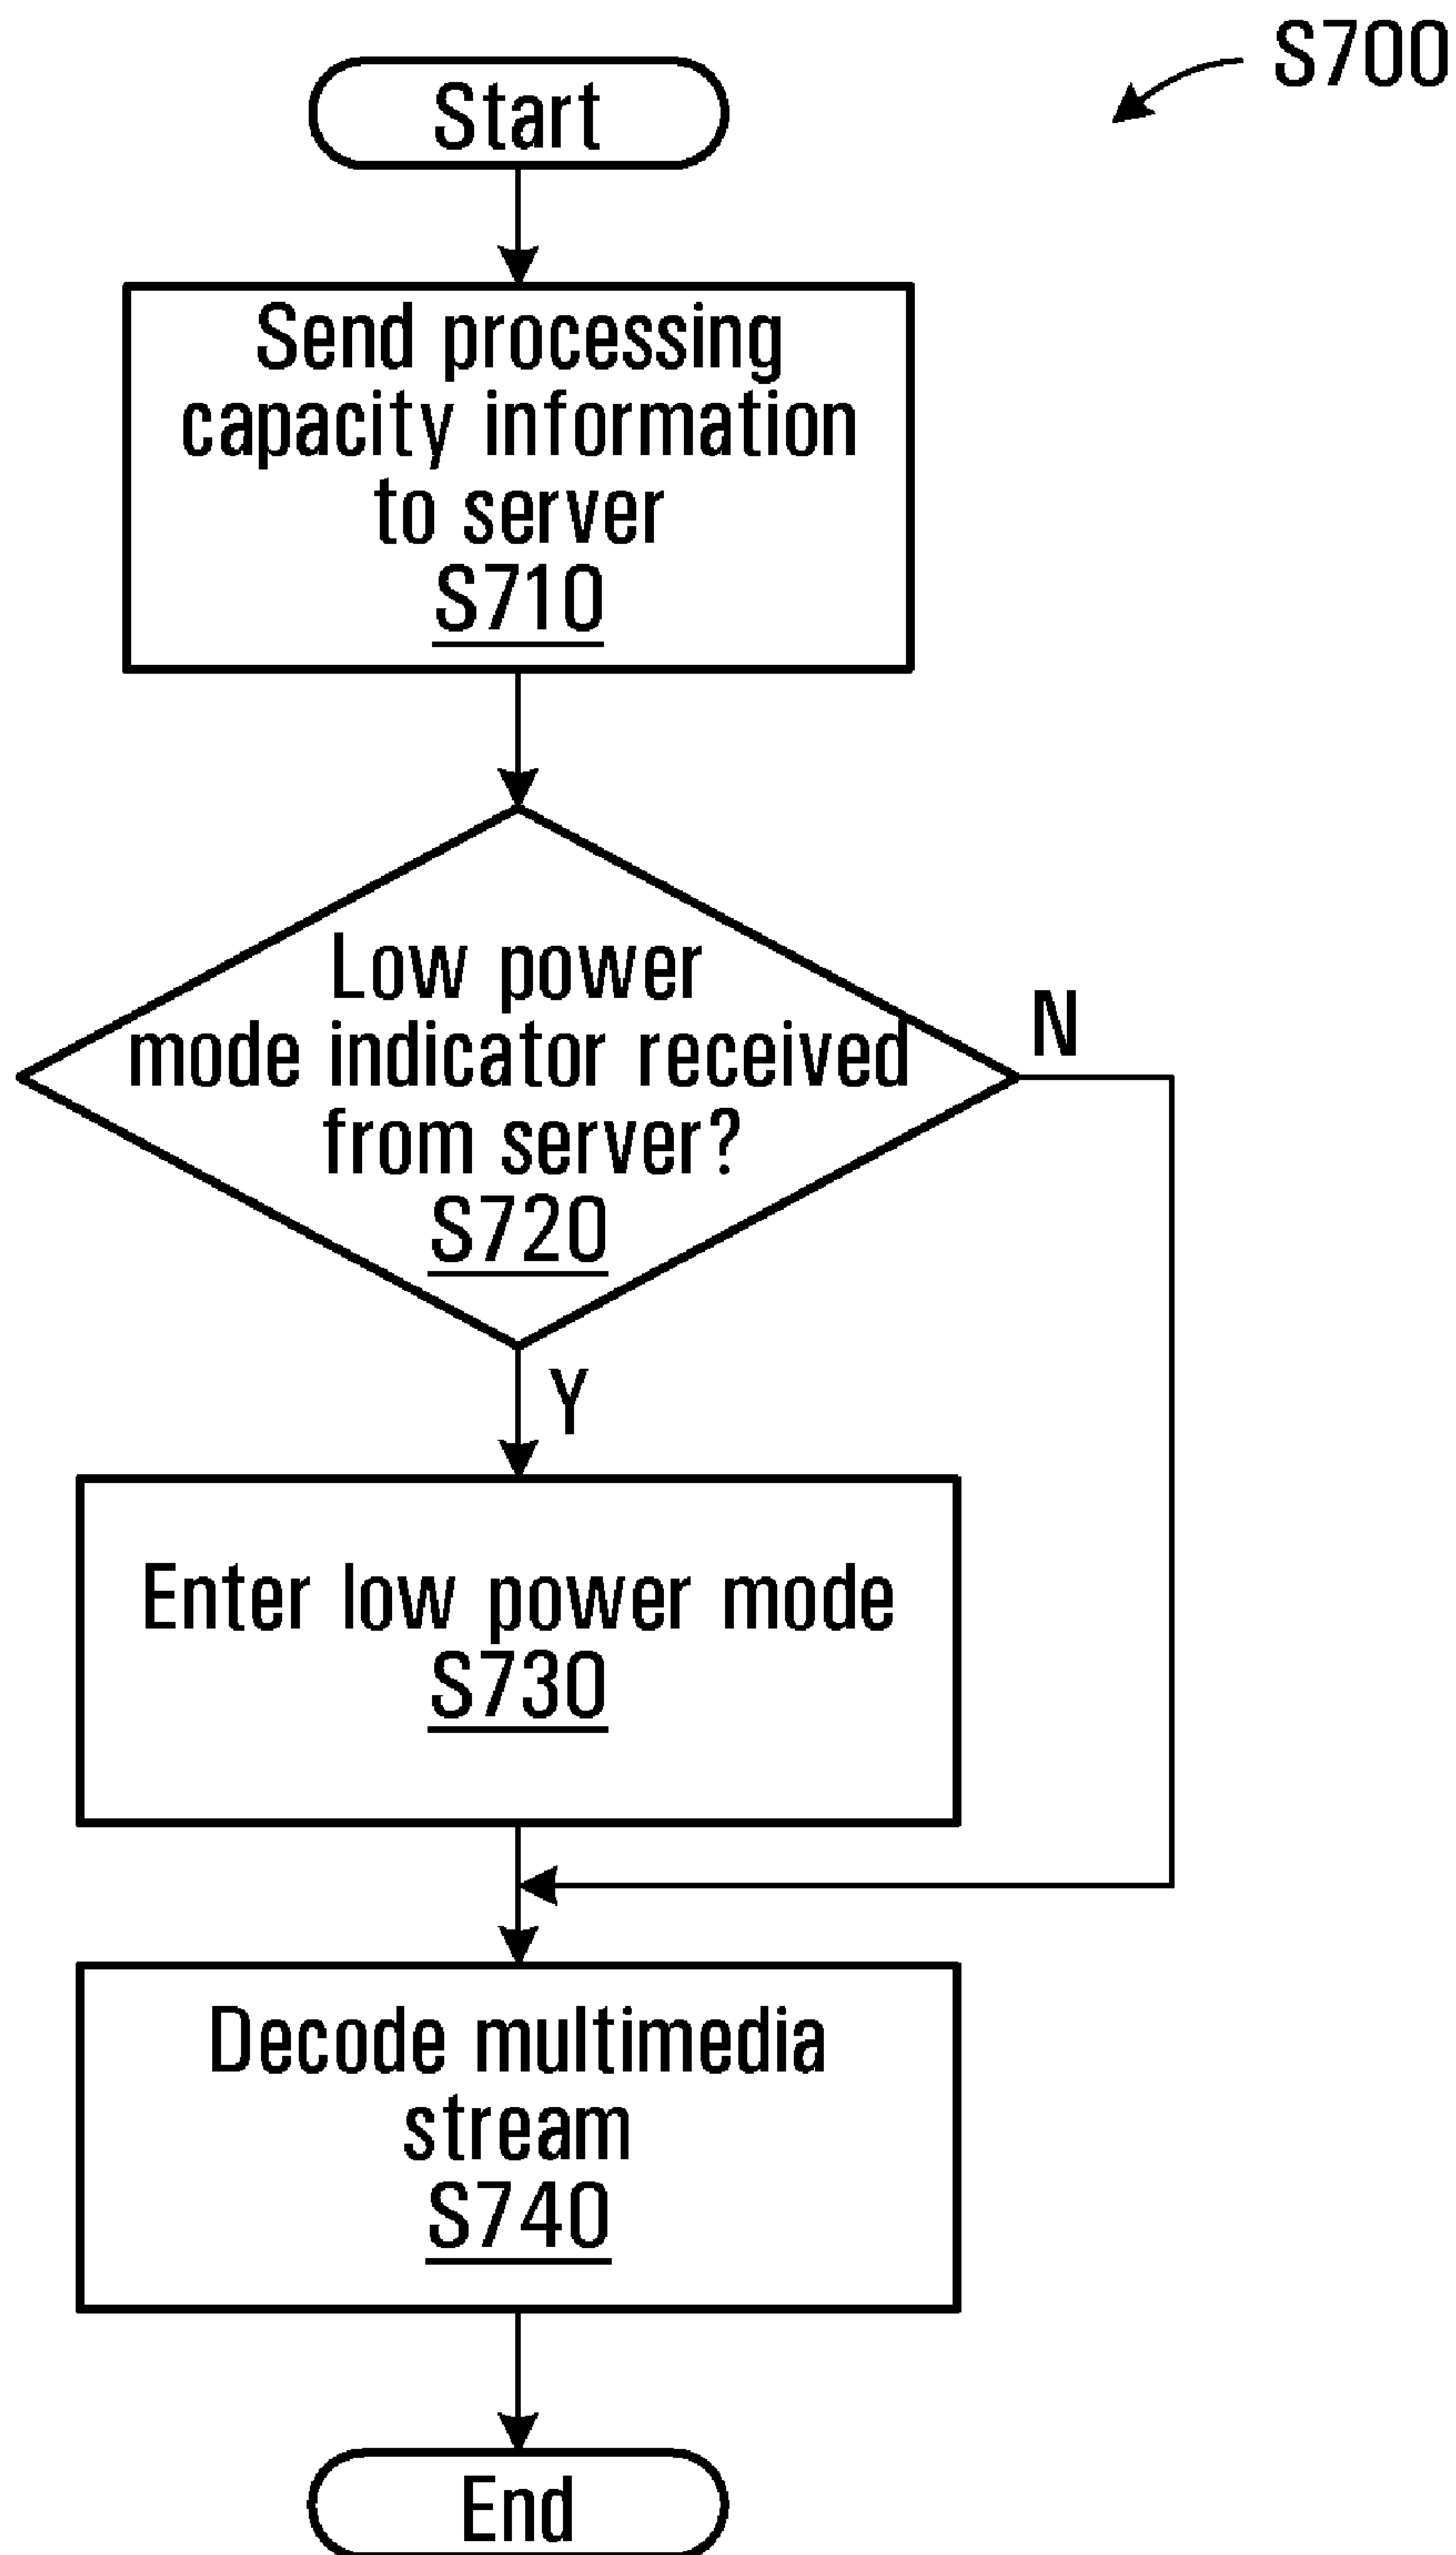 S700
Start
Send processing
capacity information
to server
S710
Low power
mode indicator received
from server?
S720
N
Y
Enter low power mode
S730
Decode multimedia
stream
S740
End